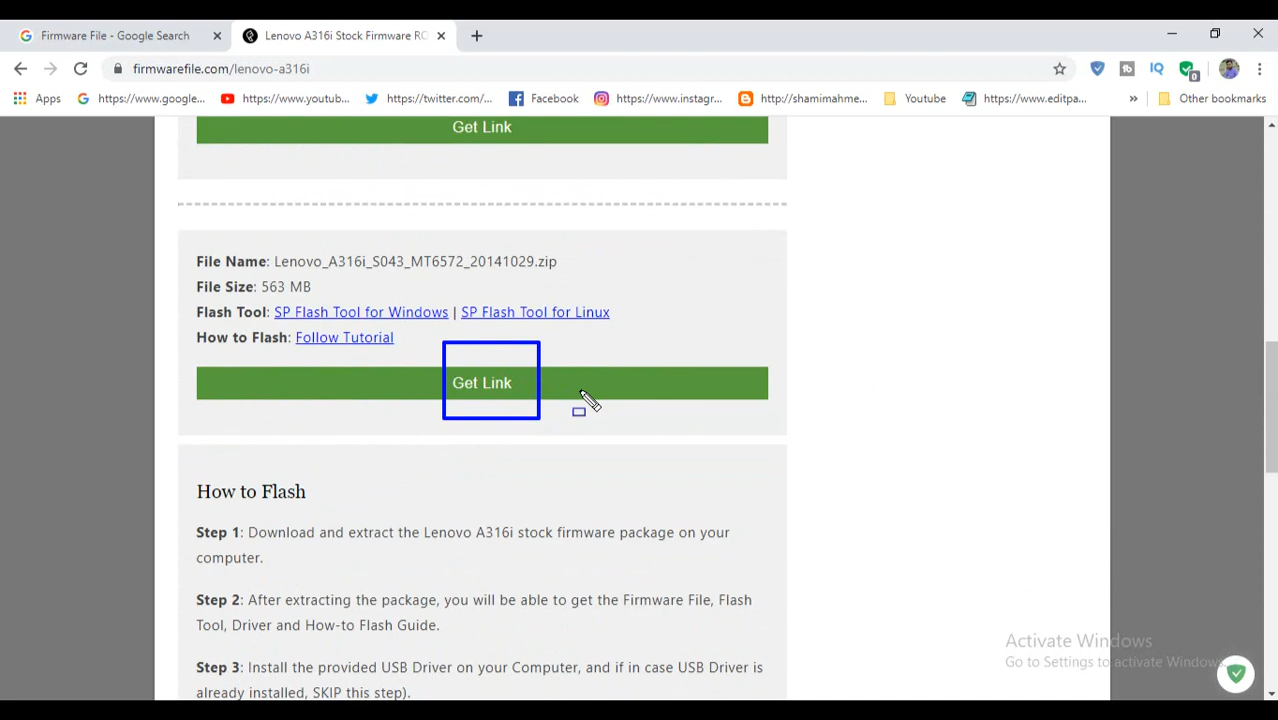 Firmware File - Google Search
Lenovo A316i Stock Firmware RO
firmwarefile.com/lenovo-a316i
Apps https://www.google... https://www.youtub... https://twitter.com/... Facebook https://www.instagr... http://shamimahme... Youtube https://www.editpa... » Other bookmarks
Get Link
File Name: Lenovo_A316i_S043_MT6572_20141029.zip
File Size: 563 MB
Flash Tool: SP Flash Tool for Windows | SP Flash Tool for Linux
How to Flash: Follow Tutorial
Get Link
How to Flash
Step 1: Download and extract the Lenovo A316i stock firmware package on your
computer.
Step 2: After extracting the package, you will be able to get the Firmware File, Flash
Tool, Driver and How-to Flash Guide.
Step 3: Install the provided USB Driver on your Computer, and if in case USB Driver is
already installed, SKIP this step).
Activate Windows
Go to Settings to activate Windows.
tb
IQ
0